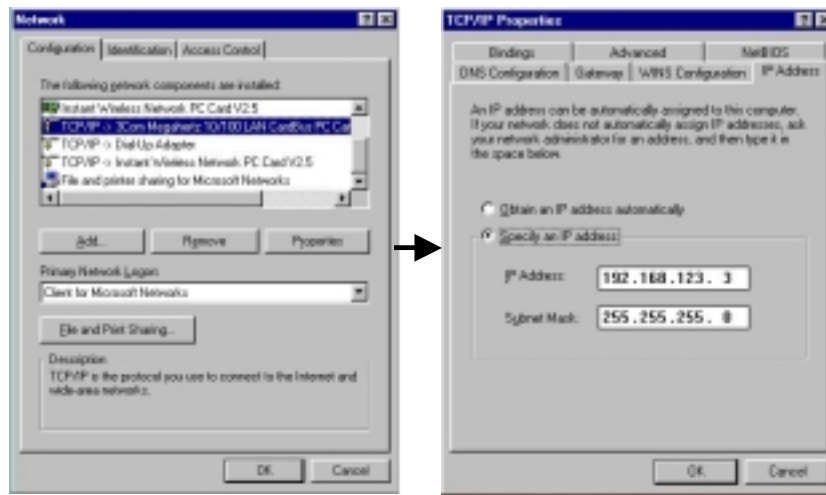 Network
Configuration Identification Access Control
The following network components are installed:
Instant Wireless Network PC Card V2.5
TCP/IP -> 3Com Megahertz 10/100 LAN CardBus PC Car
TCP/IP -> Dial-Up Adapter
TCP/IP -> Instant Wireless Network PC Card V2.5
File and printer sharing for Microsoft Networks
Add... Remove Properties
Primary Network Logon:
Client for Microsoft Networks
File and Print Sharing...
Description
TCP/IP is the protocol you use to connect to the Internet and
wide-area networks.
OK Cancel
TCP/IP Properties
Bindings Advanced NetBIOS
DNS Configuration Gateway WINS Configuration IP Address
An IP address can be automatically assigned to this computer.
If your network does not automatically assign IP addresses, ask
your network administrator for an address, and then type it in
the space below.
Obtain an IP address automatically
Specify an IP address:
IP Address: 192.168.123. 3
Subnet Mask: 255.255.255. 0
OK Cancel